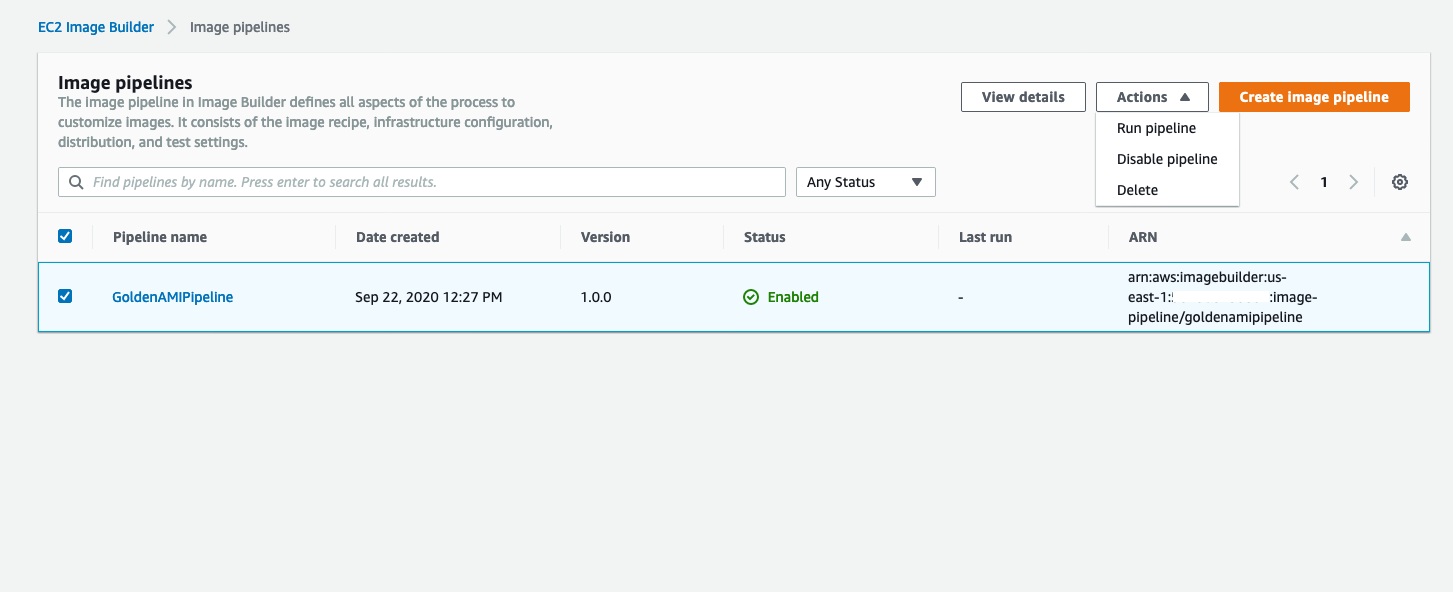 EC2 Image Builder > Image pipelines
Image pipelines
The image pipeline in Image Builder defines all aspects of the process to
customize images. It consists of the image recipe, infrastructure configuration,
distribution, and test settings.
View details
Actions
Create image pipeline
Run pipeline
Disable pipeline
Delete
Find pipelines by name. Press enter to search all results.
Any Status
1
Pipeline name
Date created
Version
Status
Last run
ARN
GoldenAMIPipeline
Sep 22, 2020 12:27 PM
1.0.0
Enabled
-
arn:aws:imagebuilder:us-
east-1: :image-
pipeline/goldenamipipeline